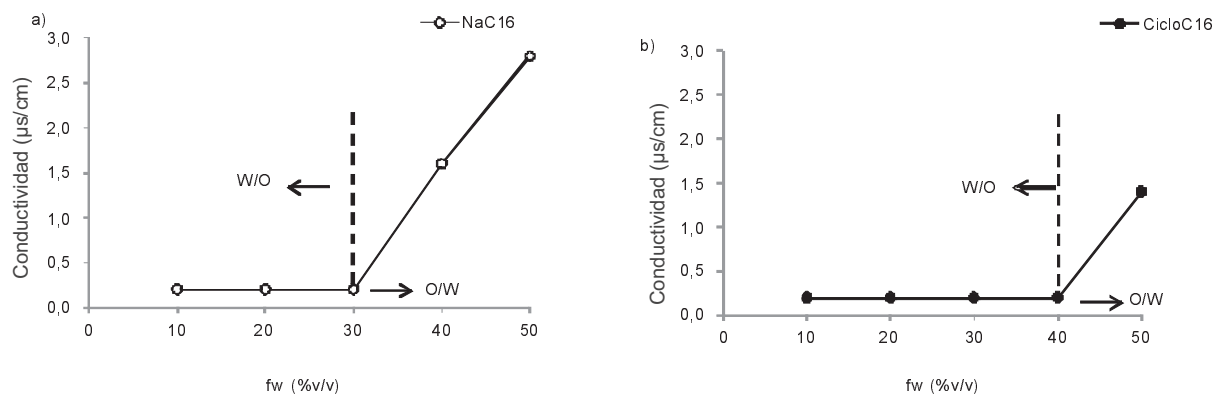 a)
NaC16
3,0
2,5
2,0
1,5
1,0
0,5
0,0
Conductividad (µs/cm)
W/O
O/W
0 10 20 30 40 50
fw (%v/v)
b)
CicloC16
3,0
2,5
2,0
1,5
1,0
0,5
0,0
Conductividad (µs/cm)
W/O
O/W
0 10 20 30 40 50
fw (%v/v)